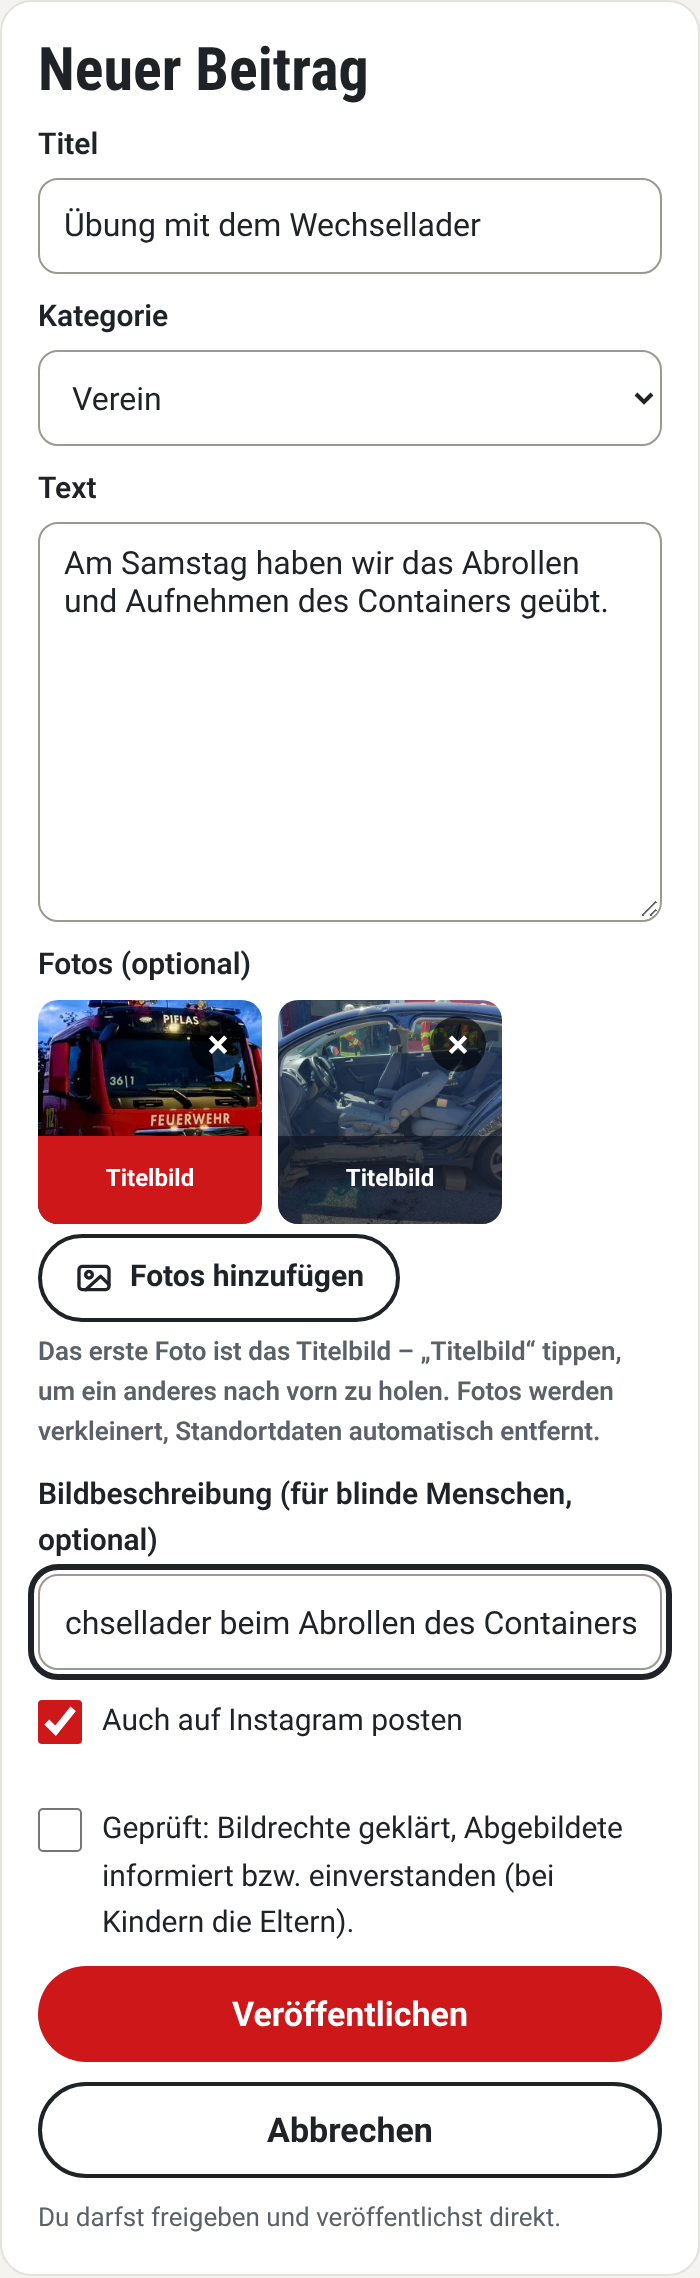 Neuer Beitrag
Titel
Übung mit dem Wechsellader
Kategorie
Verein
Text
Am Samstag haben wir das Abrollen
und Aufnehmen des Containers geübt.
Fotos (optional)
PIFLAS
36|1
112
FEUERWEHR
Titelbild
Titelbild
Fotos hinzufügen
Das erste Foto ist das Titelbild – „Titelbild“ tippen,
um ein anderes nach vorn zu holen. Fotos werden
verkleinert, Standortdaten automatisch entfernt.
Bildbeschreibung (für blinde Menschen,
optional)
chsellader beim Abrollen des Containers
Auch auf Instagram posten
Geprüft: Bildrechte geklärt, Abgebildete
informiert bzw. einverstanden (bei
Kindern die Eltern).
Veröffentlichen
Abbrechen
Du darfst freigeben und veröffentlichst direkt.